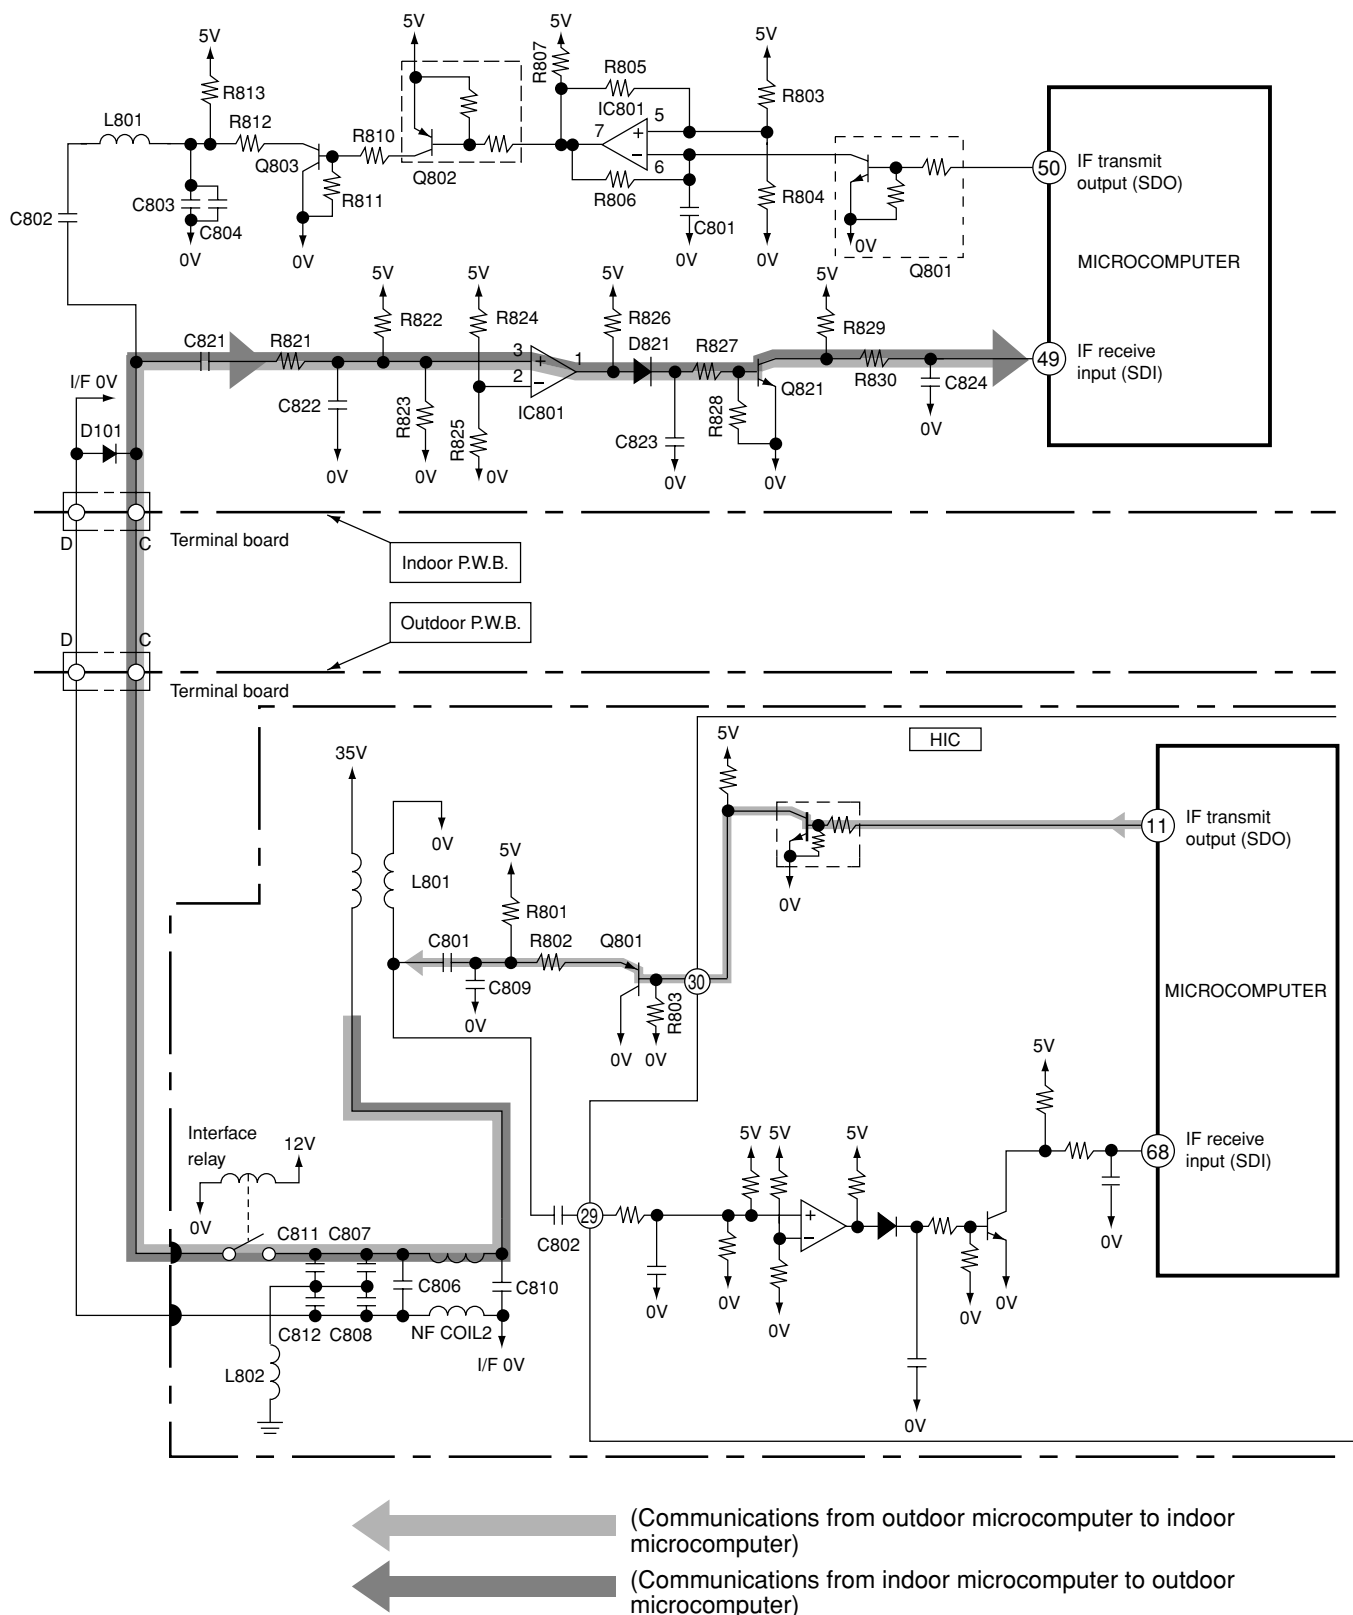 5V
5V
5V
R807
R805
5V
R813
IC801
R803
L801
R812
R810
7
5
+
−
6
Q803
Q802
R811
R806
R804
C802
C803
C804
C801
0V
0V
0V
0V
0V
Q801
50
IF transmit
output (SDO)
MICROCOMPUTER
5V
5V
5V
5V
C821
R821
R822
R824
R826
R829
D821
R827
3
+
2
−
1
IC801
Q821
R830
C824
49
IF receive
input (SDI)
I/F 0V
D101
C822
R823
R825
C823
R828
0V
0V
0V
0V
0V
0V
D
C
Terminal board
Indoor P.W.B.
Outdoor P.W.B.
D
C
Terminal board
HIC
5V
35V
0V
L801
5V
R801
C801
R802
Q801
C809
0V
R803
30
0V
0V
0V
11
IF transmit
output (SDO)
MICROCOMPUTER
5V
68
IF receive
input (SDI)
0V
Interface
relay
12V
0V
C811
C807
C806
C810
C812
C808
NF COIL2
I/F 0V
L802
C802
29
5V
5V
5V
+
−
0V
0V
0V
0V
0V
0V
(Communications from outdoor microcomputer to indoor
microcomputer)
(Communications from indoor microcomputer to outdoor
microcomputer)